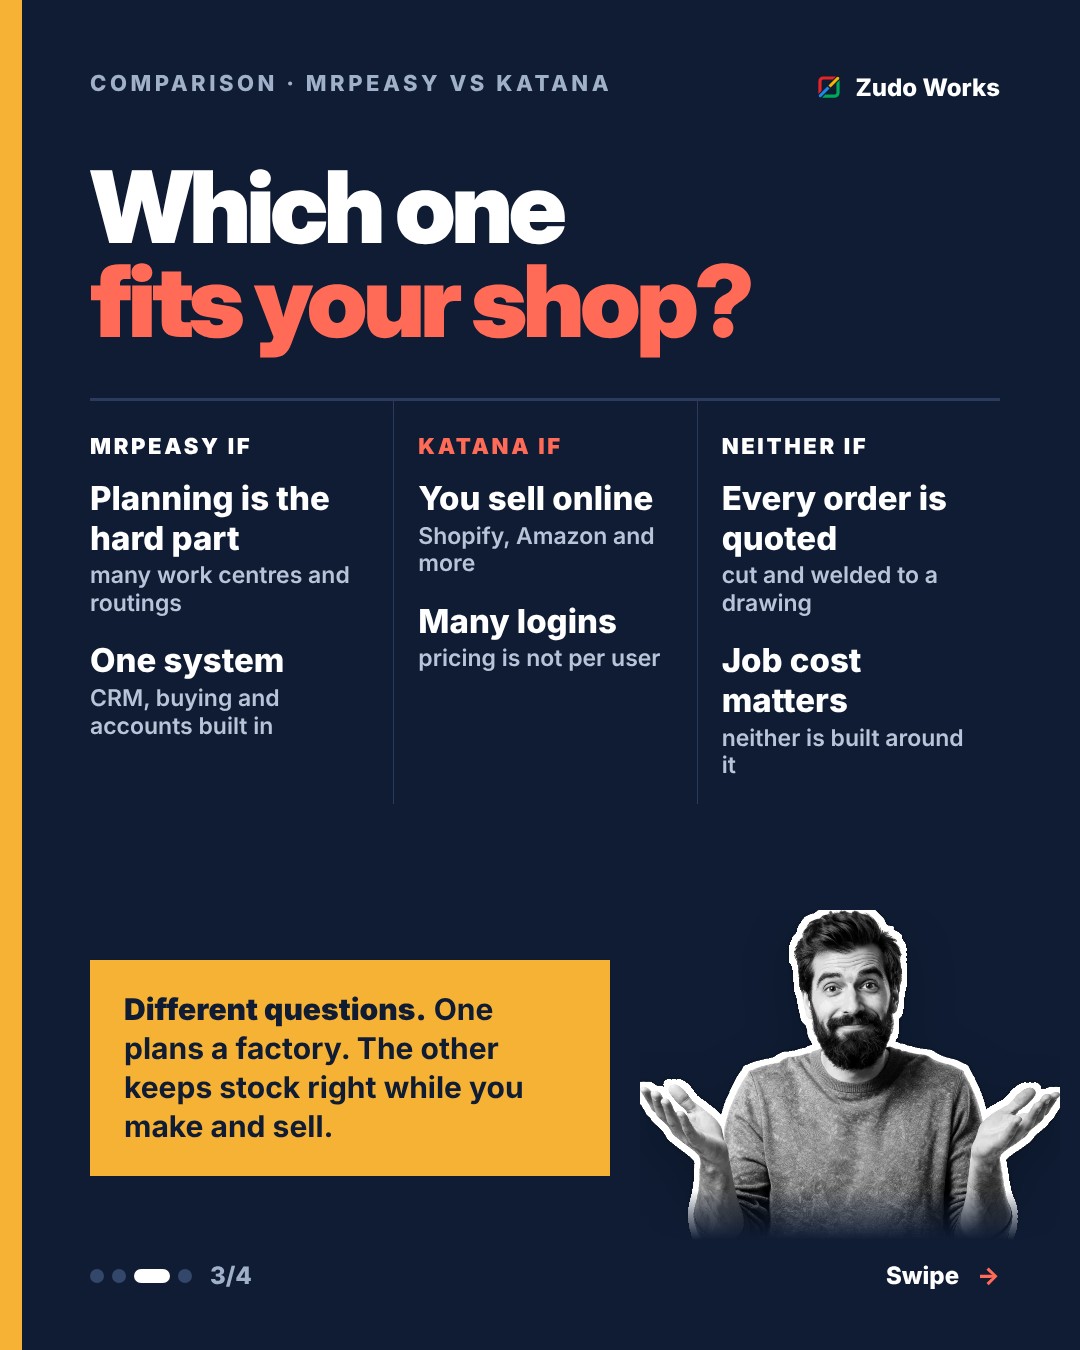 COMPARISON · MRPEASY VS KATANA
Zudo Works
Which one
fits your shop?
MRPEASY IF
Planning is the
hard part
many work centres and
routings
One system
CRM, buying and
accounts built in
KATANA IF
You sell online
Shopify, Amazon and
more
Many logins
pricing is not per user
NEITHER IF
Every order is
quoted
cut and welded to a
drawing
Job cost
matters
neither is built around
it
Different questions. One
plans a factory. The other
keeps stock right while you
make and sell.
3/4
Swipe →